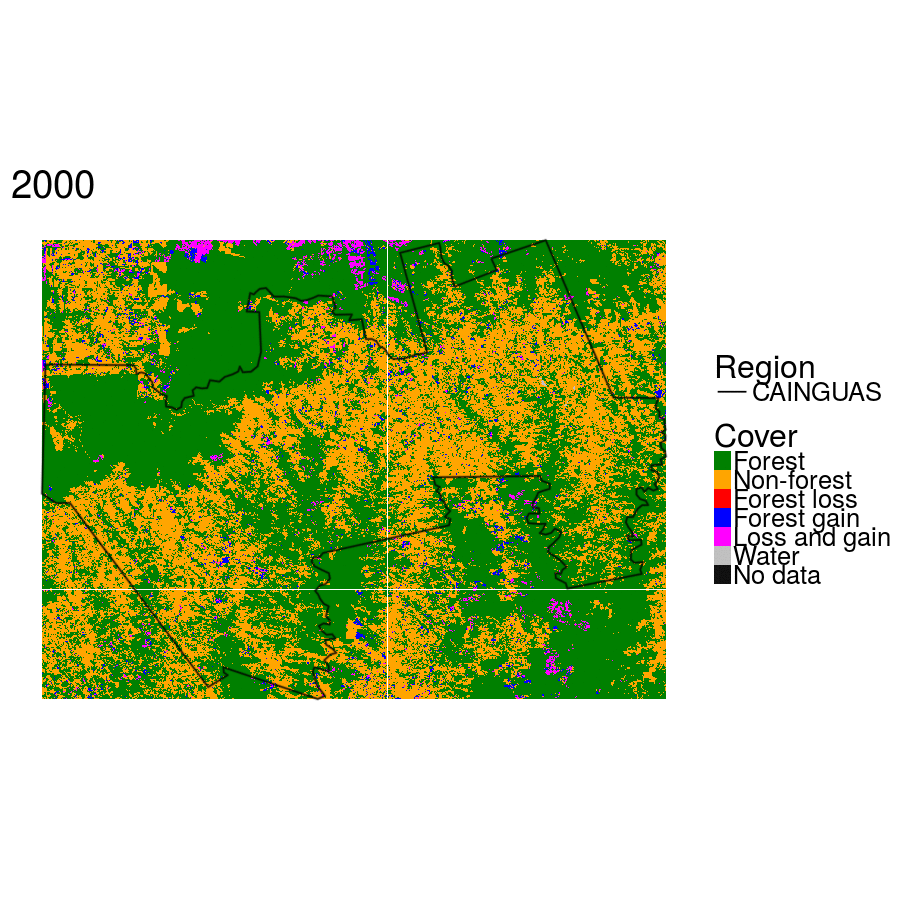 2000
Region
CAINGUAS
Cover
Forest
Non-forest
Forest loss
Forest gain
Loss and gain
Water
No data